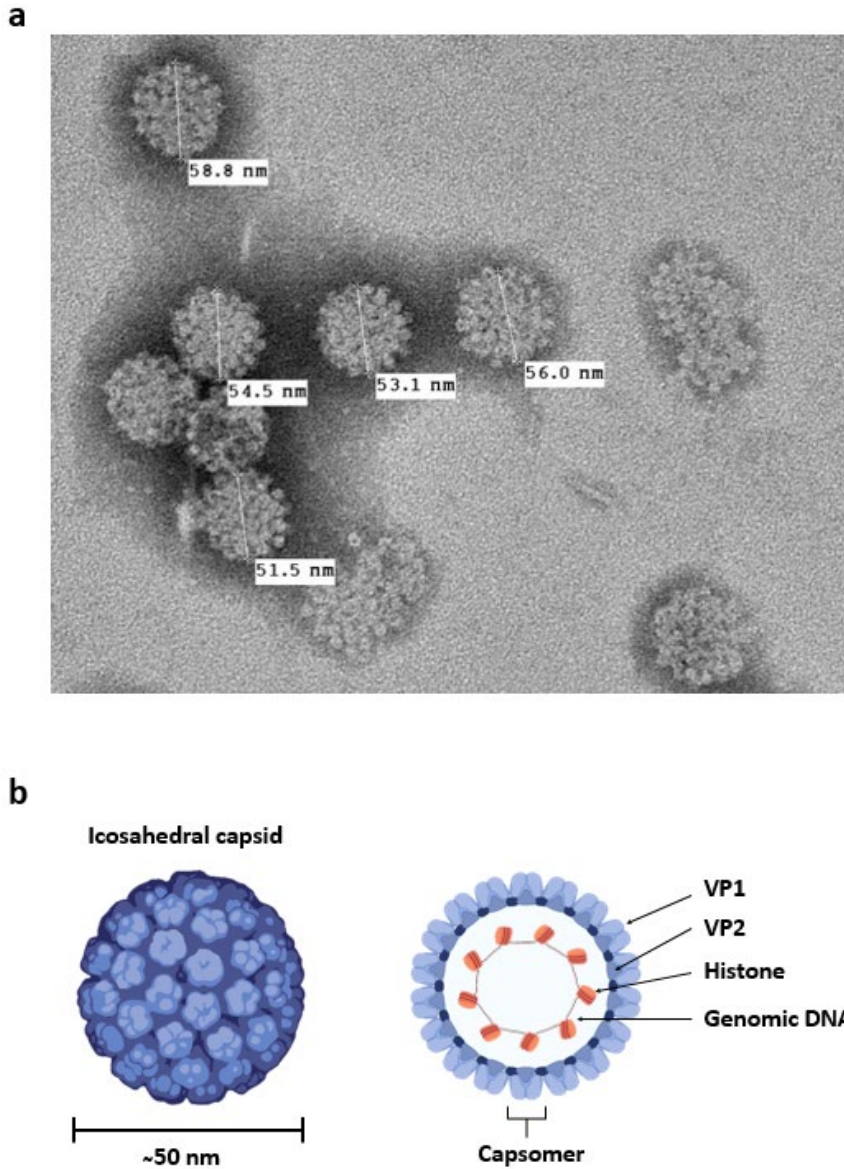 a
58.8 nm
54.5 nm
53.1 nm
56.0 nm
51.5 nm
b
Icosahedral capsid
VP1
VP2
Histone
Genomic DNA
~50 nm
Capsomer